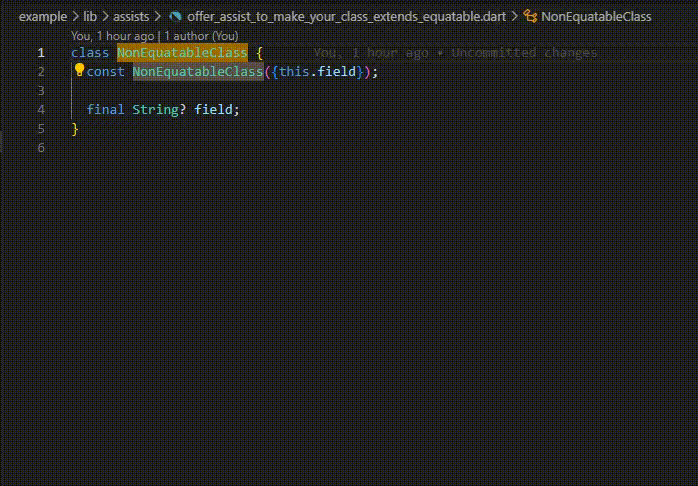 example > lib > assists > offer_assist_to_make_your_class_extends_equatable.dart > NonEquatableClass
You, 1 hour ago | 1 author (You)
1 class NonEquatableClass { You, 1 hour ago • Uncommitted changes
2 const NonEquatableClass({this.field});
3
4 final String? field;
5 }
6